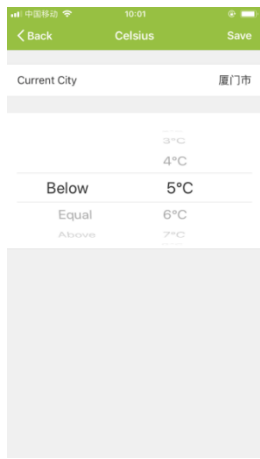 中国移动 10:01
Back Celsius Save
Current City 厦门市
3°C
4°C
Below 5°C
Equal 6°C
Above 7°C